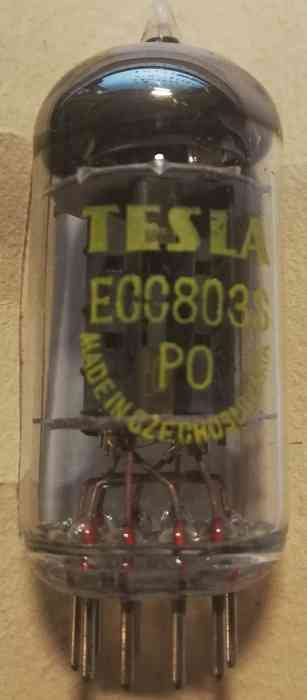 TESLA
ECC803S
PO
MADE IN CZECHOSLOVAKIA